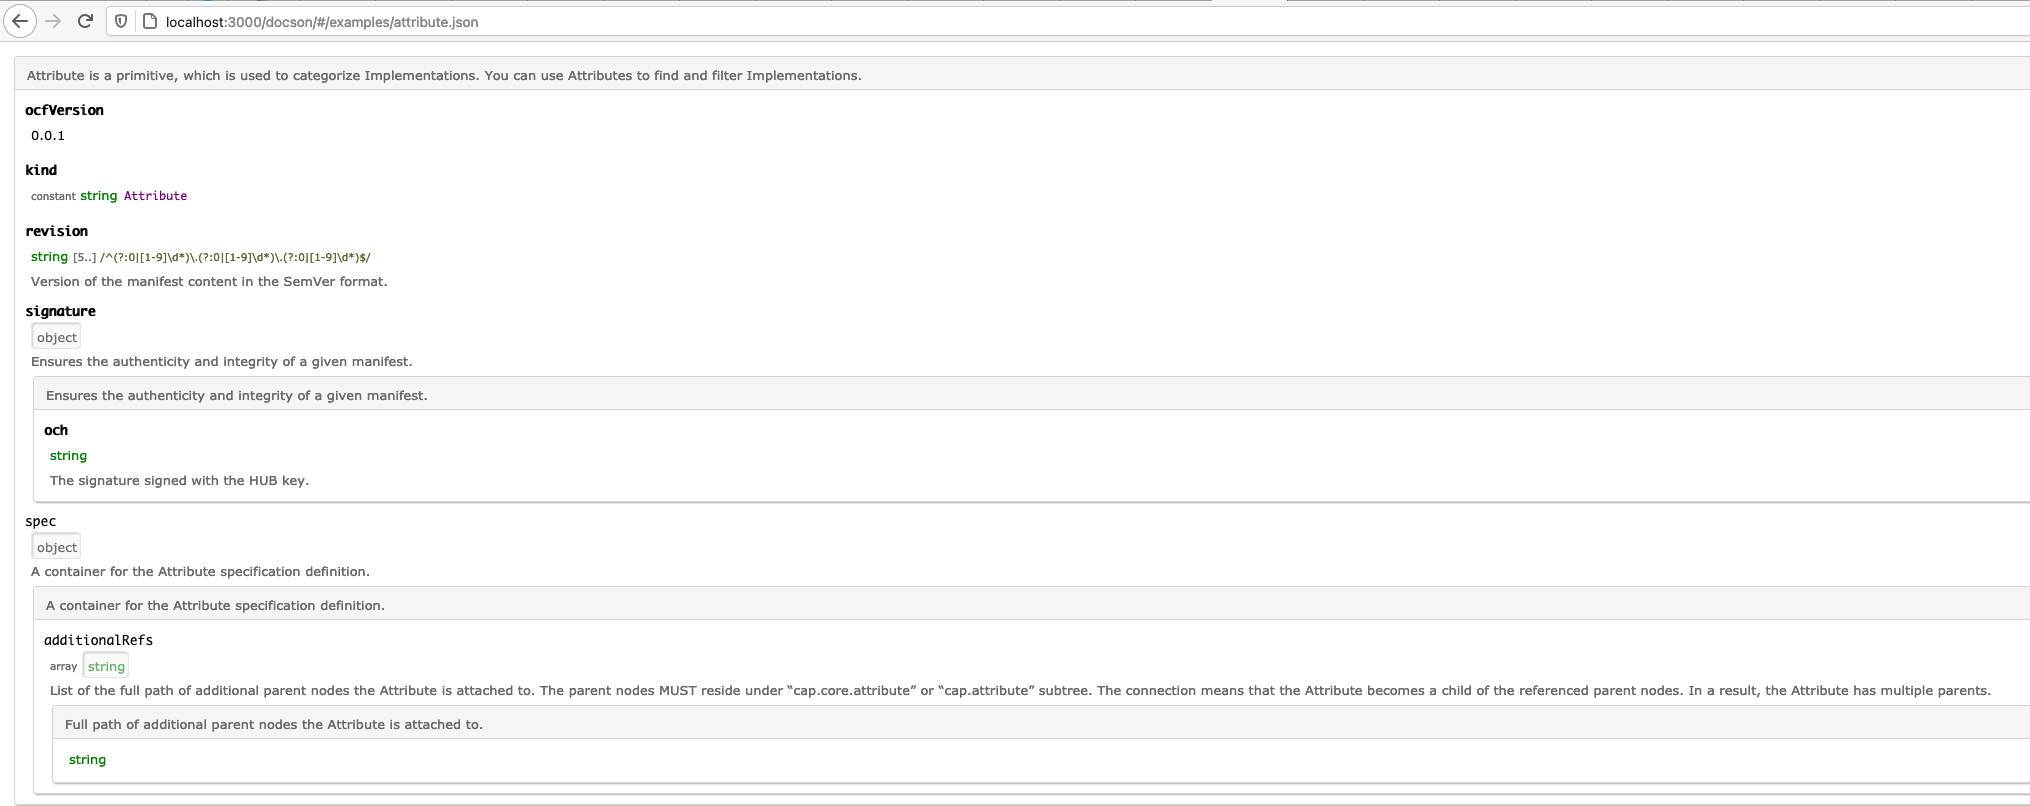 localhost:3000/docson/#/examples/attribute.json
Attribute is a primitive, which is used to categorize Implementations. You can use Attributes to find and filter Implementations.
ocfVersion
0.0.1
kind
constant string Attribute
revision
string [5..] /^(?:0|[1-9]\d*)\.(?:0|[1-9]\d*)\.(?:0|[1-9]\d*)$/
Version of the manifest content in the SemVer format.
signature
object
Ensures the authenticity and integrity of a given manifest.
Ensures the authenticity and integrity of a given manifest.
och
string
The signature signed with the HUB key.
spec
object
A container for the Attribute specification definition.
A container for the Attribute specification definition.
additionalRefs
array string
List of the full path of additional parent nodes the Attribute is attached to. The parent nodes MUST reside under “cap.core.attribute” or “cap.attribute” subtree. The connection means that the Attribute becomes a child of the referenced parent nodes. In a result, the Attribute has multiple parents.
Full path of additional parent nodes the Attribute is attached to.
string